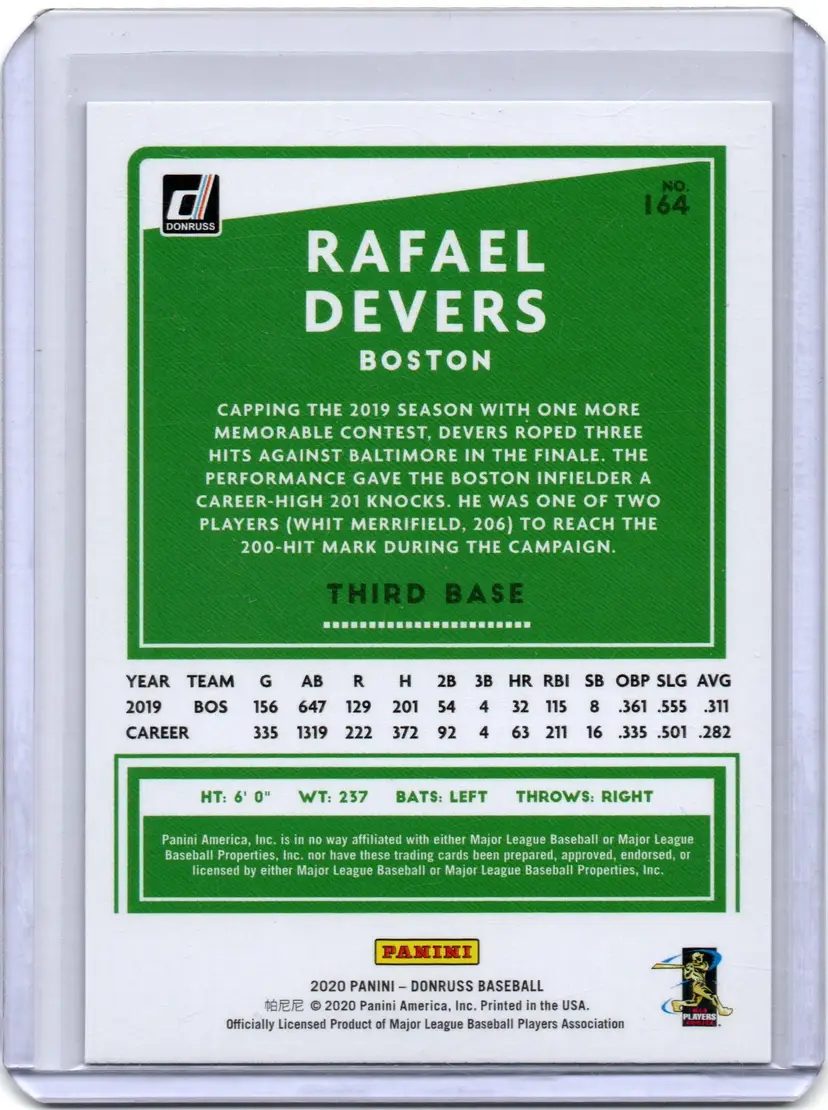 DONRUSS
NO.
164
RAFAEL
DEVERS
BOSTON
CAPPING THE 2019 SEASON WITH ONE MORE
MEMORABLE CONTEST, DEVERS ROPED THREE
HITS AGAINST BALTIMORE IN THE FINALE. THE
PERFORMANCE GAVE THE BOSTON INFIELDER A
CAREER-HIGH 201 KNOCKS. HE WAS ONE OF TWO
PLAYERS (WHIT MERRIFIELD, 206) TO REACH THE
200-HIT MARK DURING THE CAMPAIGN.
THIRD BASE
YEAR TEAM G AB R H 2B 3B HR RBI SB OBP SLG AVG
2019 BOS 156 647 129 201 54 4 32 115 8 .361 .555 .311
CAREER 335 1319 222 372 92 4 63 211 16 .335 .501 .282
HT: 6' 0" WT: 237 BATS: LEFT THROWS: RIGHT
Panini America, Inc. is in no way affiliated with either Major League Baseball or Major League
Baseball Properties, Inc. nor have these trading cards been prepared, approved, endorsed, or
licensed by either Major League Baseball or Major League Baseball Properties, Inc.
PANINI
2020 PANINI – DONRUSS BASEBALL
帕尼尼 © 2020 Panini America, Inc. Printed in the USA.
Officially Licensed Product of Major League Baseball Players Association
PLAYERS